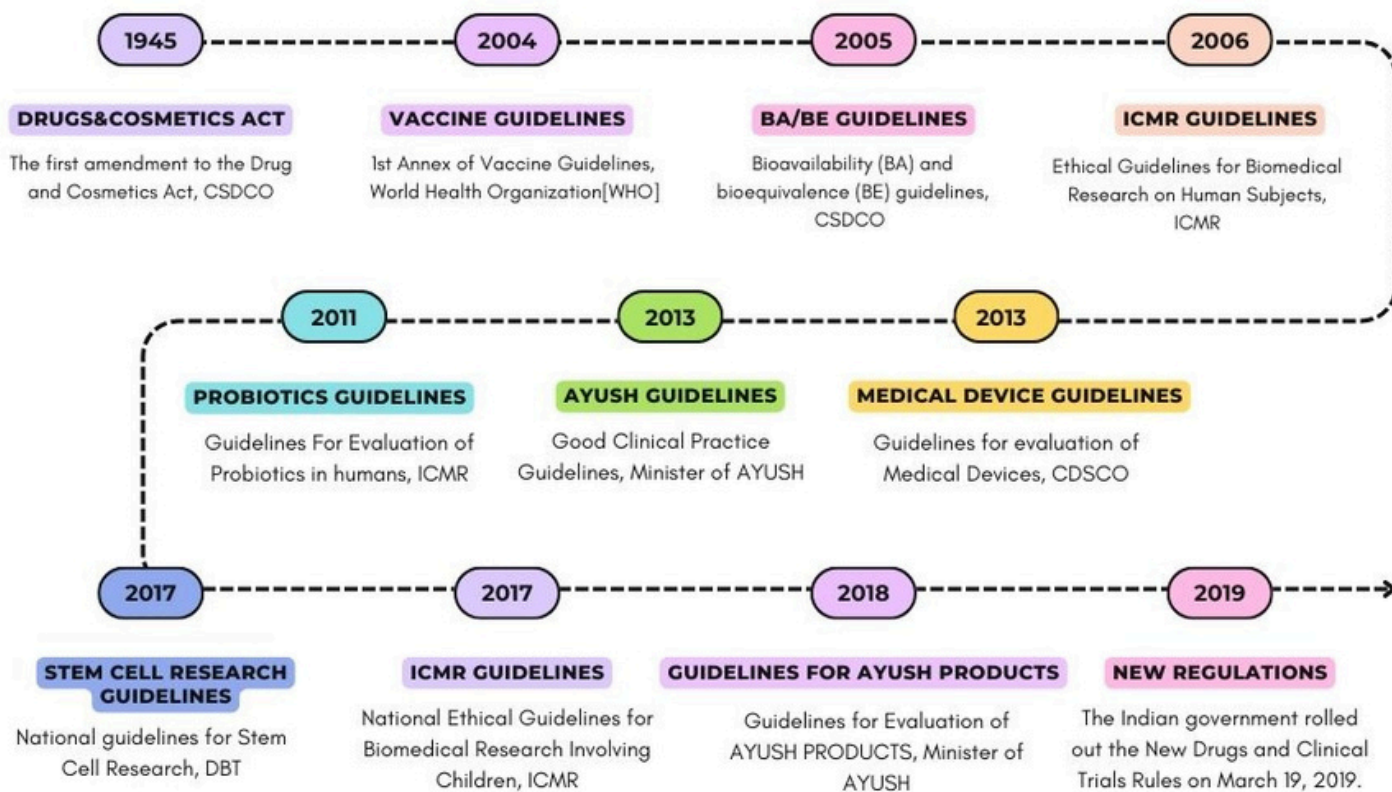 1945
2004
2005
2006
DRUGS&COSMETICS ACT
The first amendment to the Drug
and Cosmetics Act, CSDCO
VACCINE GUIDELINES
1st Annex of Vaccine Guidelines,
World Health Organization[WHO]
BA/BE GUIDELINES
Bioavailability (BA) and
bioequivalence (BE) guidelines,
CSDCO
ICMR GUIDELINES
Ethical Guidelines for Biomedical
Research on Human Subjects,
ICMR
2011
2013
2013
PROBIOTICS GUIDELINES
Guidelines For Evaluation of
Probiotics in humans, ICMR
AYUSH GUIDELINES
Good Clinical Practice
Guidelines, Minister of AYUSH
MEDICAL DEVICE GUIDELINES
Guidelines for evaluation of
Medical Devices, CDSCO
2017
2017
2018
2019
STEM CELL RESEARCH
GUIDELINES
National guidelines for Stem
Cell Research, DBT
ICMR GUIDELINES
National Ethical Guidelines for
Biomedical Research Involving
Children, ICMR
GUIDELINES FOR AYUSH PRODUCTS
Guidelines for Evaluation of
AYUSH PRODUCTS, Minister of
AYUSH
NEW REGULATIONS
The Indian government rolled
out the New Drugs and Clinical
Trials Rules on March 19, 2019.